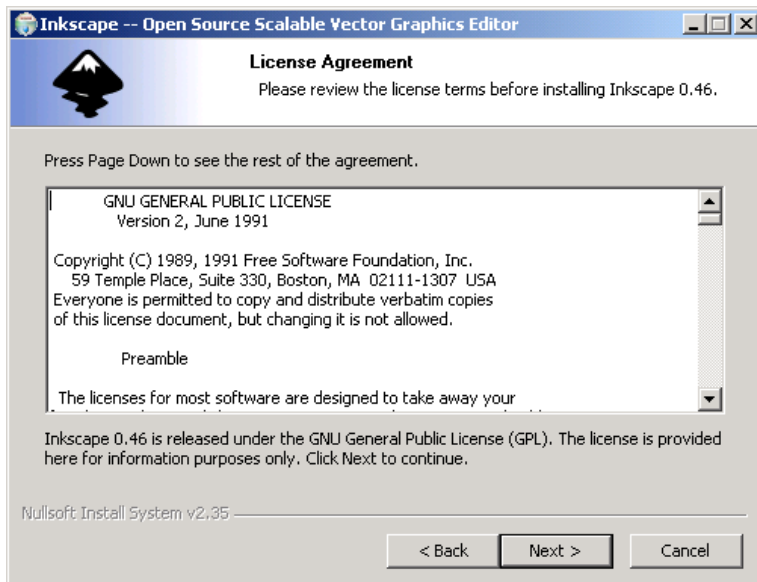 Inkscape -- Open Source Scalable Vector Graphics Editor
License Agreement
Please review the license terms before installing Inkscape 0.46.
Press Page Down to see the rest of the agreement.
GNU GENERAL PUBLIC LICENSE
Version 2, June 1991
Copyright (C) 1989, 1991 Free Software Foundation, Inc.
59 Temple Place, Suite 330, Boston, MA  02111-1307  USA
Everyone is permitted to copy and distribute verbatim copies
of this license document, but changing it is not allowed.
Preamble
The licenses for most software are designed to take away your
Inkscape 0.46 is released under the GNU General Public License (GPL). The license is provided
here for information purposes only. Click Next to continue.
Nullsoft Install System v2.35
< Back
Next >
Cancel